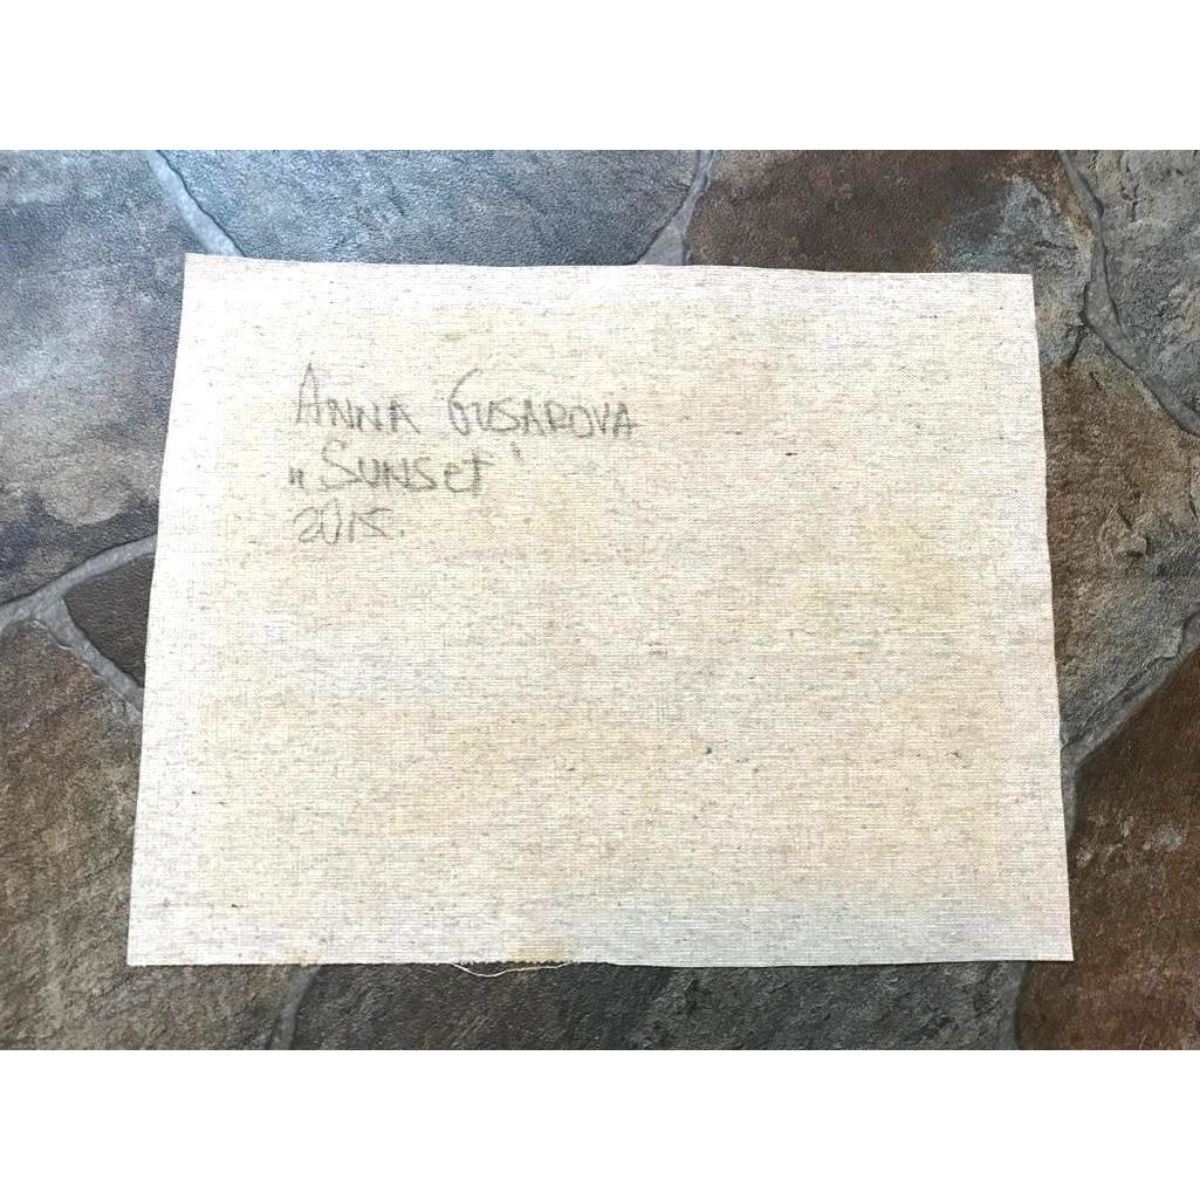 ANNA GUSAROVA
„Sunset"
2015.